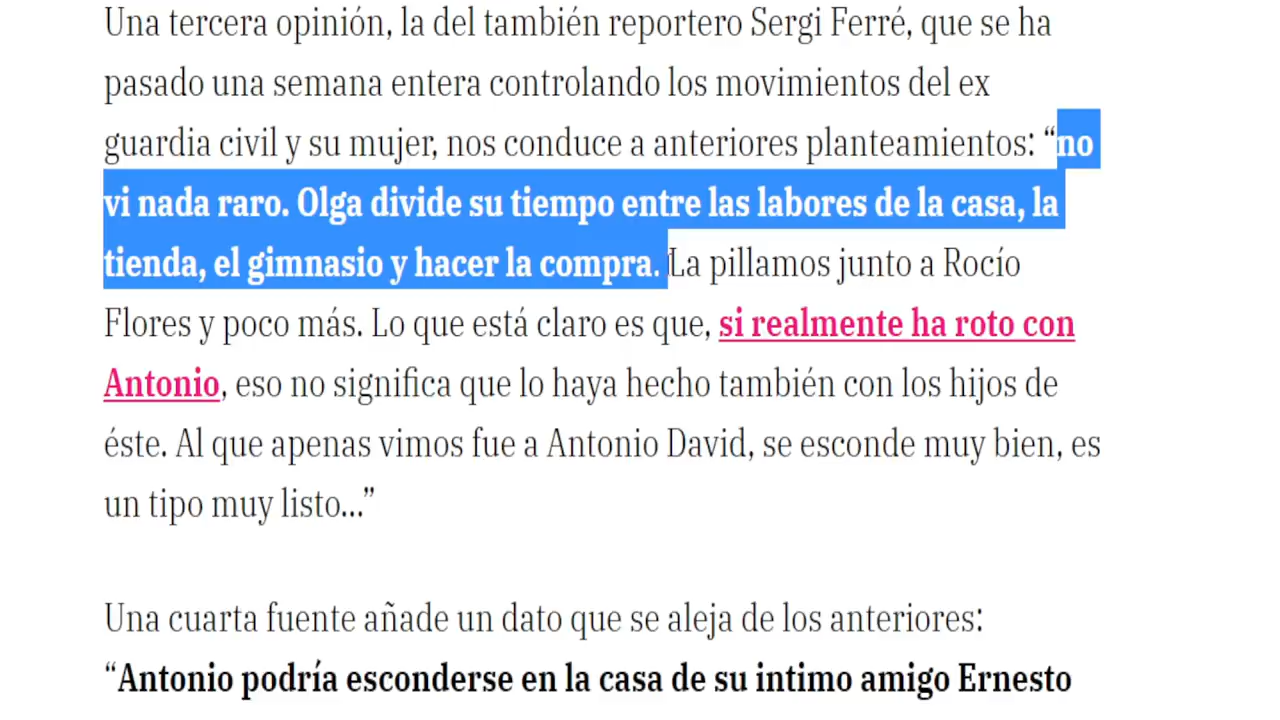 Una tercera opinión, la del también reportero Sergi Ferré, que se ha
pasado una semana entera controlando los movimientos del ex
guardia civil y su mujer, nos conduce a anteriores planteamientos: “no
vi nada raro. Olga divide su tiempo entre las labores de la casa, la
tienda, el gimnasio y hacer la compra. La pillamos junto a Rocío
Flores y poco más. Lo que está claro es que, si realmente ha roto con
Antonio, eso no significa que lo haya hecho también con los hijos de
éste. Al que apenas vimos fue a Antonio David, se esconde muy bien, es
un tipo muy listo...”
Una cuarta fuente añade un dato que se aleja de los anteriores:
“Antonio podría esconderse en la casa de su intimo amigo Ernesto